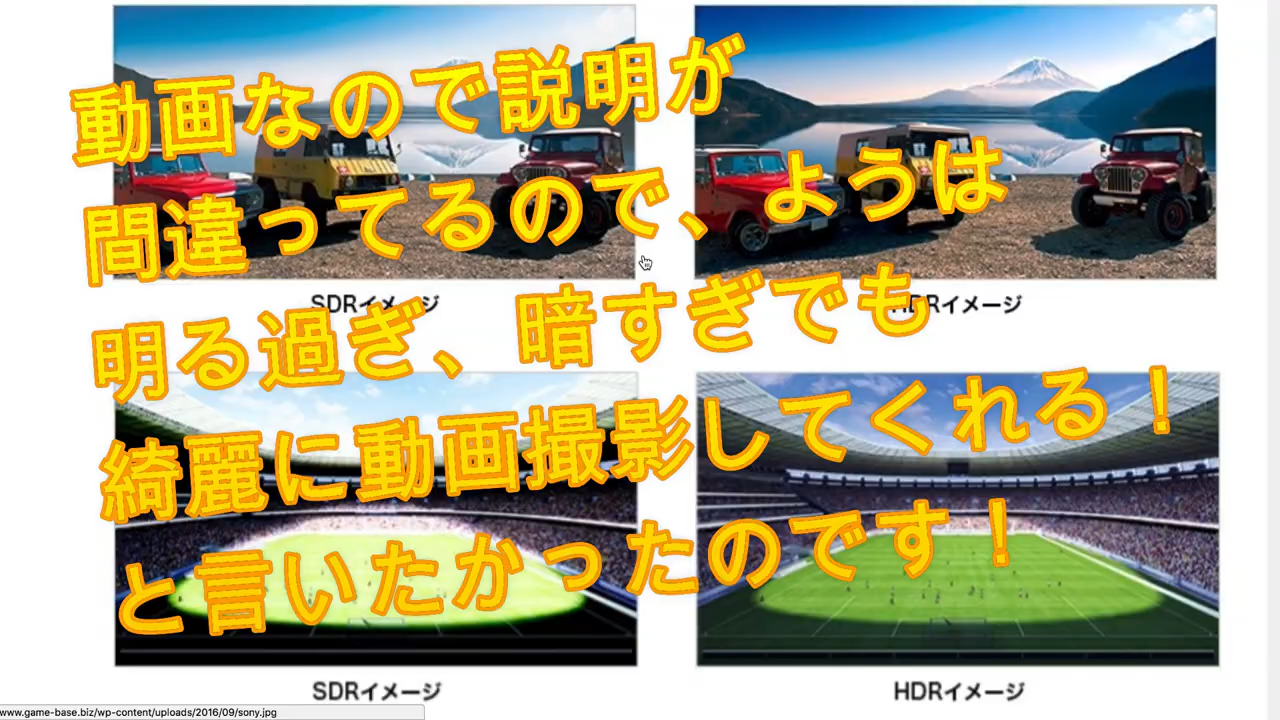 動画なので説明が
間違ってるので、ようは
明る過ぎ、暗すぎでも
綺麗に動画撮影してくれる！
と言いたかったのです！
SDRイメージ
HDRイメージ
SDRイメージ
HDRイメージ
www.game-base.biz/wp-content/uploads/2016/09/sony.jpg